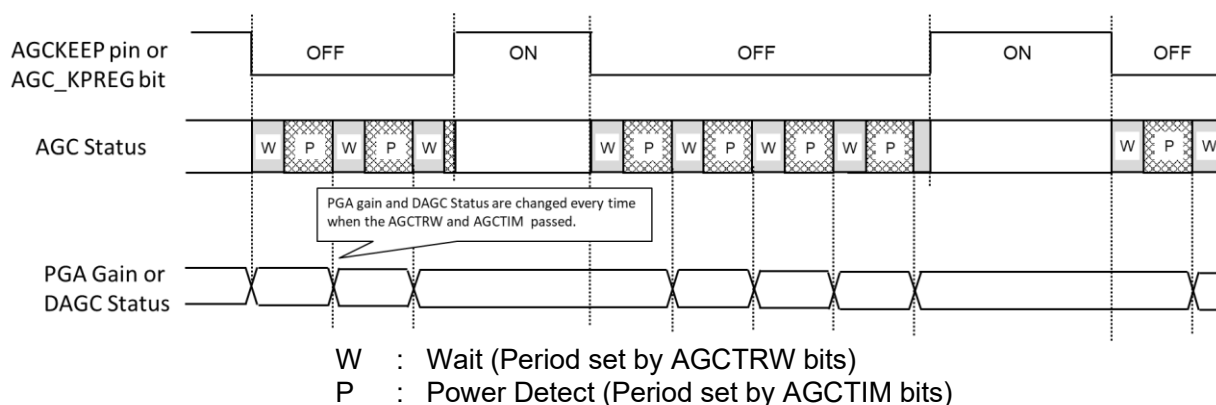 AGCKEEP pin or
AGC_KPREG bit
OFF ON OFF ON OFF
AGC Status
W P W P W W P W P W P W P W P W
PGA gain and DAGC Status are changed every time
when the AGCTRW and AGCTIM passed.
PGA Gain or
DAGC Status
W : Wait (Period set by AGCTRW bits)
P : Power Detect (Period set by AGCTIM bits)